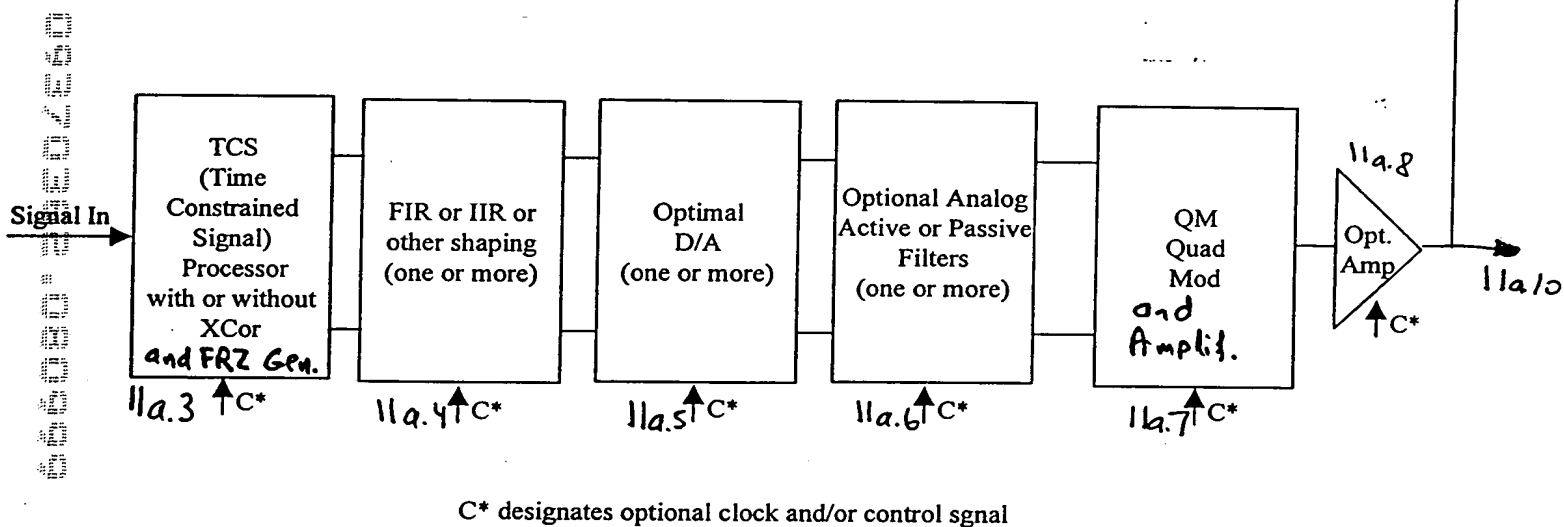 Signal In
TCS
(Time
Constrained
Signal)
Processor
with or without
XCor
and FRZ Gen.
11a.3
C*
FIR or IIR or
other shaping
(one or more)
11a.4
C*
Optimal
D/A
(one or more)
11a.5
C*
Optional Analog
Active or Passive
Filters
(one or more)
11a.6
C*
QM
Quad
Mod
and
Amplif.
11a.7
C*
11a.8
Opt.
Amp
C*
11a10
C* designates optional clock and/or control sgnal